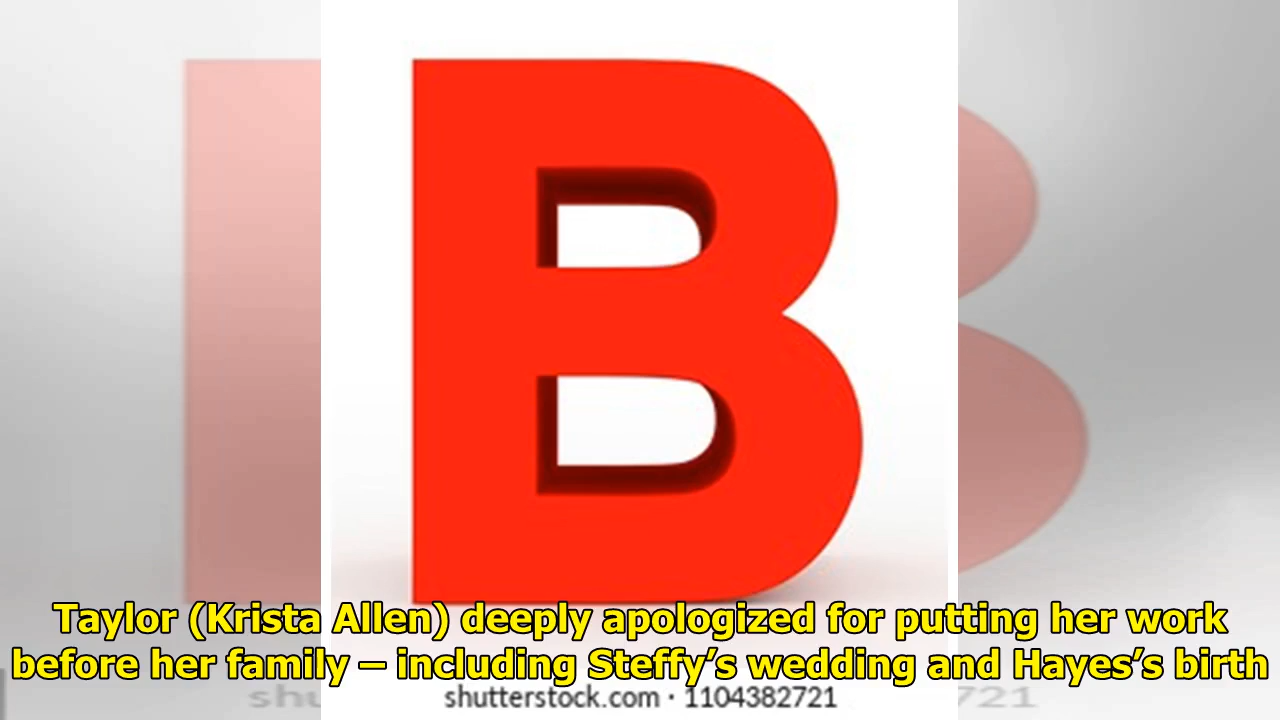 B
Taylor (Krista Allen) deeply apologized for putting her work
before her family – including Steffy’s wedding and Hayes’s birth
shutterstock.com · 1104382721